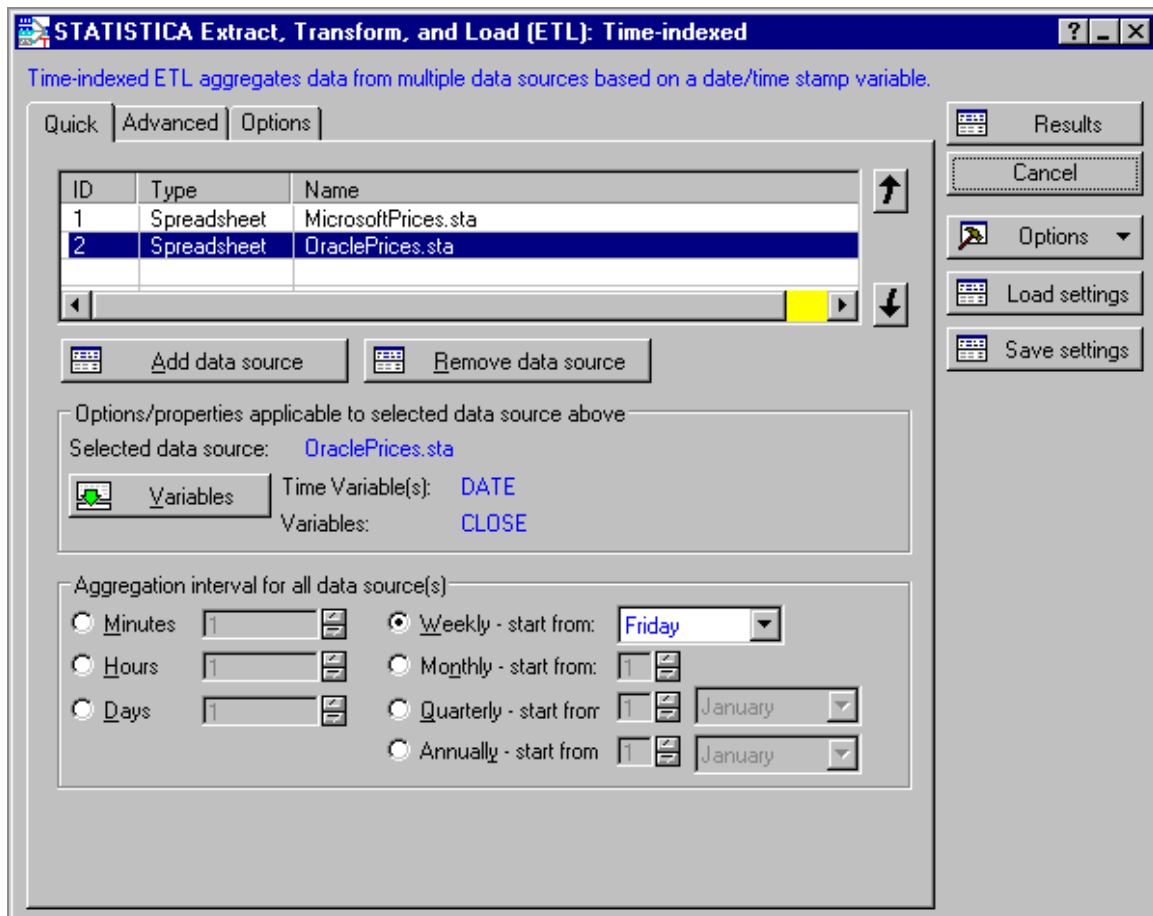 STATISTICA Extract, Transform, and Load (ETL): Time-indexed
Time-indexed ETL aggregates data from multiple data sources based on a date/time stamp variable.
Quick Advanced Options
Results
Cancel
Options
Load settings
Save settings
ID Type Name
1 Spreadsheet MicrosoftPrices.sta
2 Spreadsheet OraclePrices.sta
Add data source Remove data source
Options/properties applicable to selected data source above
Selected data source: OraclePrices.sta
Variables Time Variable(s): DATE
Variables: CLOSE
Aggregation interval for all data source(s)
Minutes 1 Weekly - start from: Friday
Hours 1 Monthly - start from: 1
Days 1 Quarterly - start from 1 January
Annually - start from 1 January